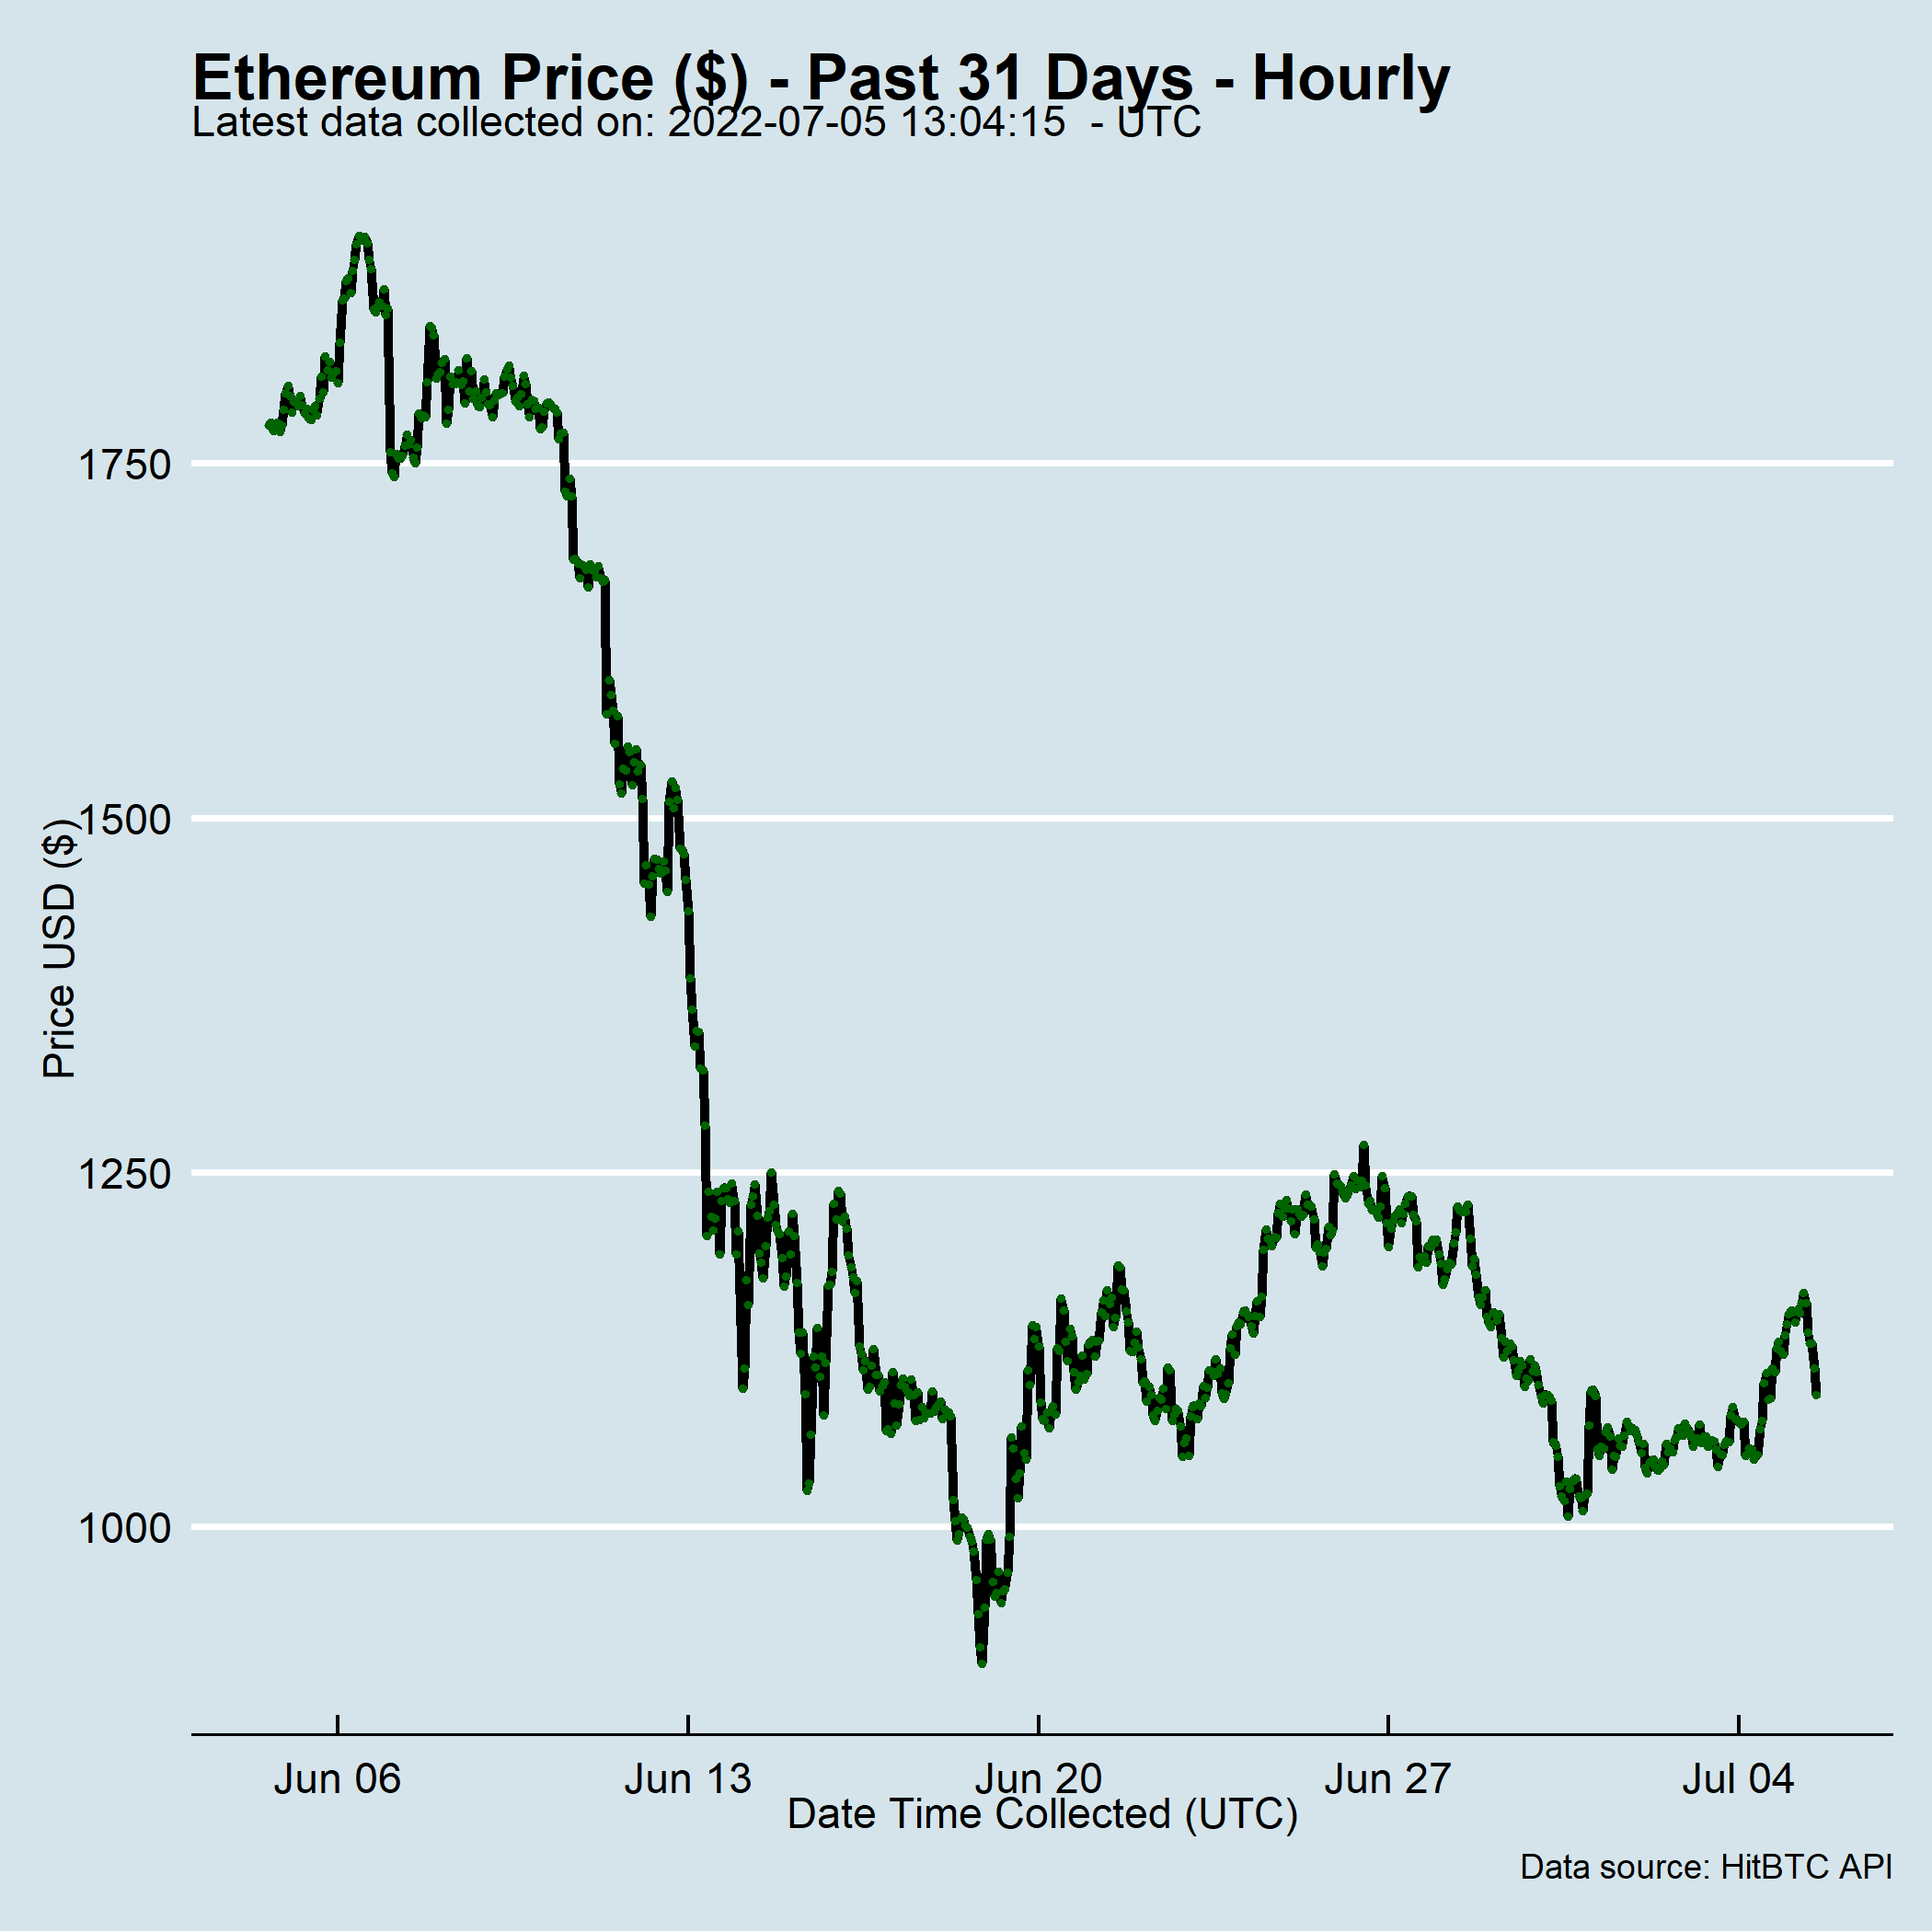 Ethereum Price ($) - Past 31 Days - Hourly
Latest data collected on: 2022-07-05 13:04:15  - UTC
1750
1500
1250
1000
Price USD ($)
Jun 06
Jun 13
Jun 20
Jun 27
Jul 04
Date Time Collected (UTC)
Data source: HitBTC API